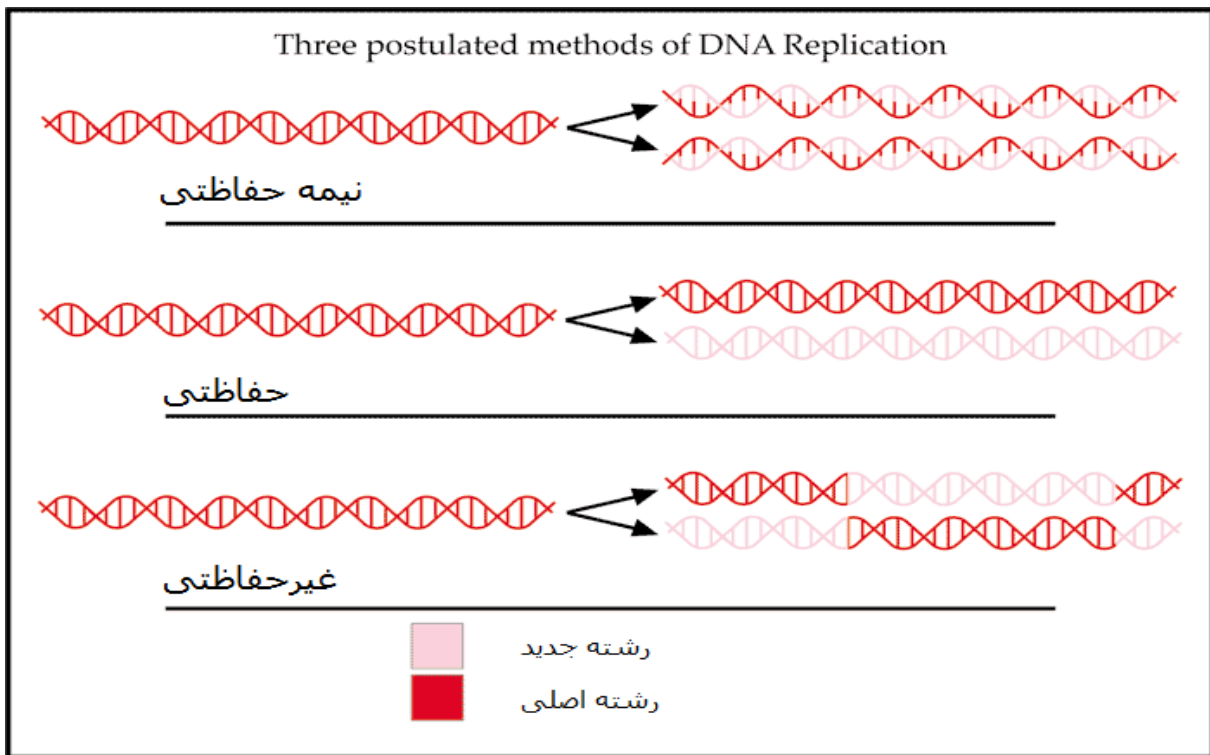 Three postulated methods of DNA Replication
نیمه حفاظتی
حفاظتی
غیرحفاظتی
رشته جدید
رشته اصلی